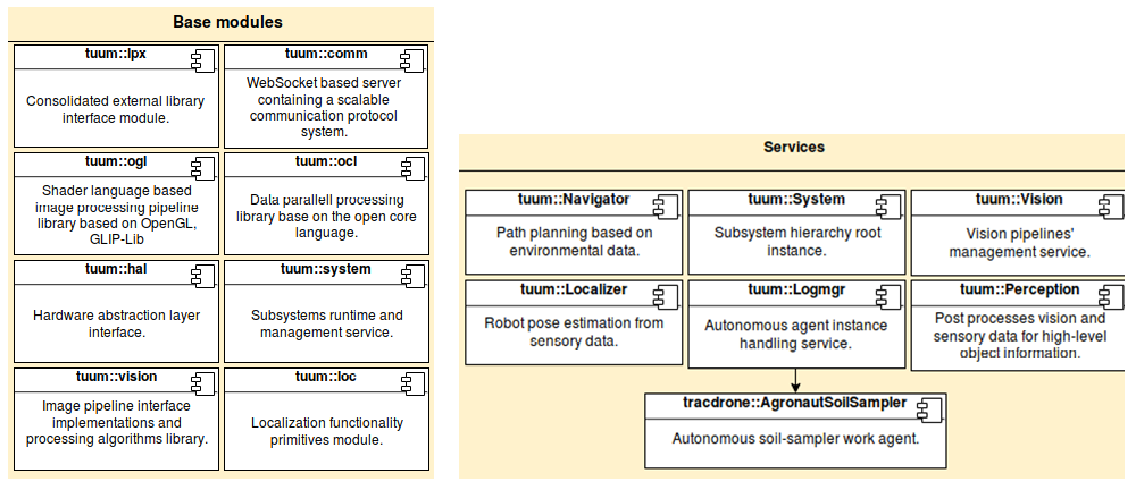 Base modules
tuum::lpx
Consolidated external library
interface module.
tuum::comm
WebSocket based server
containing a scalable
communication protocol
system.
tuum::ogl
Shader language based
image processing pipeline
library based on OpenGL,
GLIP-Lib
tuum::ocl
Data parallell processing
library base on the open core
language.
tuum::hal
Hardware abstraction layer
interface.
tuum::system
Subsystems runtime and
management service.
tuum::vision
Image pipeline interface
implementations and
processing algorithms library.
tuum::loc
Localization functionality
primitives module.
Services
tuum::Navigator
Path planning based on
environmental data.
tuum::System
Subsystem hierarchy root
instance.
tuum::Vision
Vision pipelines'
management service.
tuum::Localizer
Robot pose estimation from
sensory data.
tuum::Logmgr
Autonomous agent instance
handling service.
tuum::Perception
Post processes vision and
sensory data for high-level
object information.
tracdrone::AgronautSoilSampler
Autonomous soil-sampler work agent.